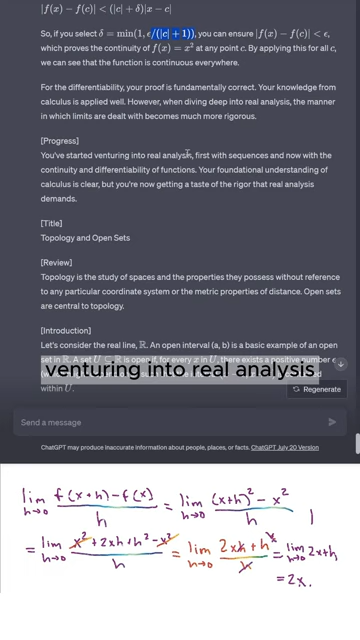 |f(x) − f(c)| < (|c| + δ)|x − c|
So, if you select δ = min(1, ϵ/(|c| + 1)), you can ensure |f(x) − f(c)| < ϵ,
which proves the continuity of f(x) = x² at any point c. By applying this for all c,
we can see that the function is continuous everywhere.
For the differentiability, your proof is fundamentally correct. Your knowledge from
calculus is applied well. However, when diving deep into real analysis, the manner
in which limits are dealt with becomes much more rigorous.
[Progress]
You've started venturing into real analysis, first with sequences and now with the
continuity and differentiability of functions. Your foundational understanding of
calculus is clear, but you're now getting a taste of the rigor that real analysis
demands.
[Title]
Topology and Open Sets
[Review]
Topology is the study of spaces and the properties they possess without reference
to any particular coordinate system or the metric properties of distance. Open sets
are central to topology.
[Introduction]
Let's consider the real line, ℝ. An open interval (a, b) is a basic example of an open
set in ℝ. A set U ⊆ ℝ is open if, for every x in U, there exists a positive number ϵ
venturing into real analysis
within U.
Regenerate
Send a message
ChatGPT may produce inaccurate information about people, places, or facts. ChatGPT July 20 Version
lim h→0 f(x+h)−f(x) / h = lim h→0 (x+h)² − x² / h
= lim h→0 x² + 2xh + h² − x² / h = lim h→0 2xh + h² / h = lim h→0 2x+h
= 2x.